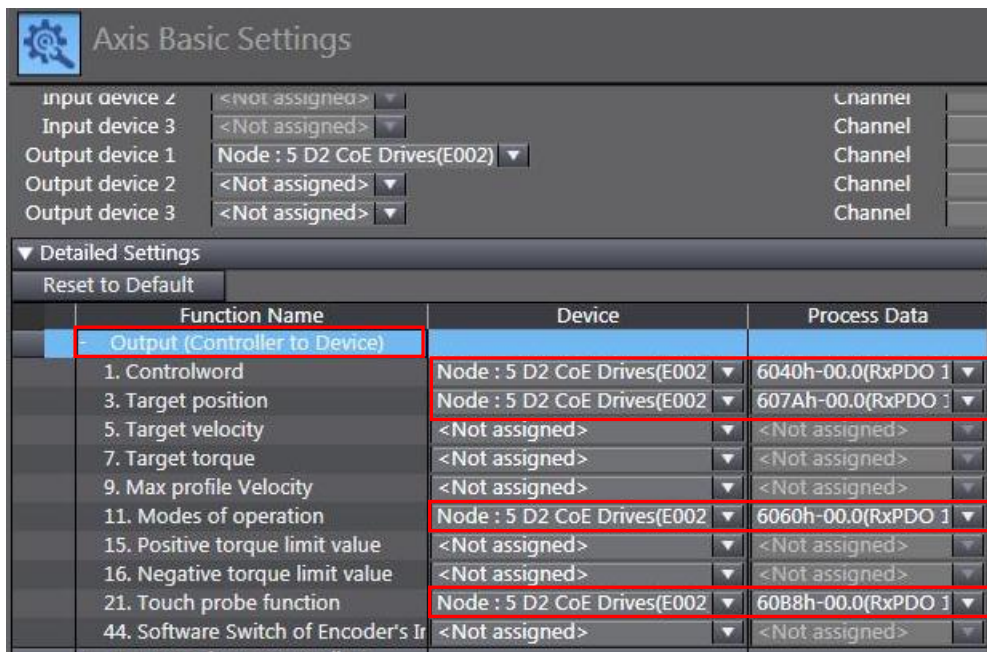 Axis Basic Settings
Input device 2 <Not assigned> Channel
Input device 3 <Not assigned> Channel
Output device 1 Node : 5 D2 CoE Drives(E002) Channel
Output device 2 <Not assigned> Channel
Output device 3 <Not assigned> Channel
▼ Detailed Settings
Reset to Default
Function Name Device Process Data
- Output (Controller to Device)
1. Controlword Node : 5 D2 CoE Drives(E002 6040h-00.0(RxPDO 1
3. Target position Node : 5 D2 CoE Drives(E002 607Ah-00.0(RxPDO 1
5. Target velocity <Not assigned> <Not assigned>
7. Target torque <Not assigned> <Not assigned>
9. Max profile Velocity <Not assigned> <Not assigned>
11. Modes of operation Node : 5 D2 CoE Drives(E002 6060h-00.0(RxPDO 1
15. Positive torque limit value <Not assigned> <Not assigned>
16. Negative torque limit value <Not assigned> <Not assigned>
21. Touch probe function Node : 5 D2 CoE Drives(E002 60B8h-00.0(RxPDO 1
44. Software Switch of Encoder's Ir <Not assigned> <Not assigned>